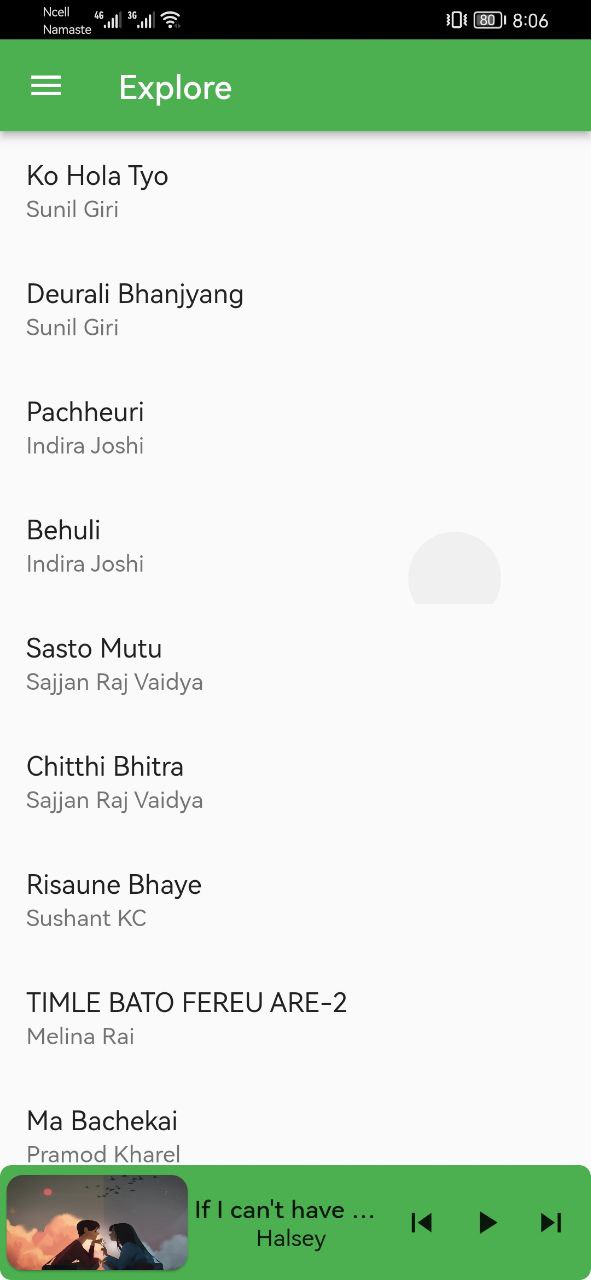 Ncell
Namaste
4G
3G
80
8:06
Explore
Ko Hola Tyo
Sunil Giri
Deurali Bhanjyang
Sunil Giri
Pachheuri
Indira Joshi
Behuli
Indira Joshi
Sasto Mutu
Sajjan Raj Vaidya
Chitthi Bhitra
Sajjan Raj Vaidya
Risaune Bhaye
Sushant KC
TIMLE BATO FEREU ARE-2
Melina Rai
Ma Bachekai
Pramod Kharel
If I can't have ...
Halsey